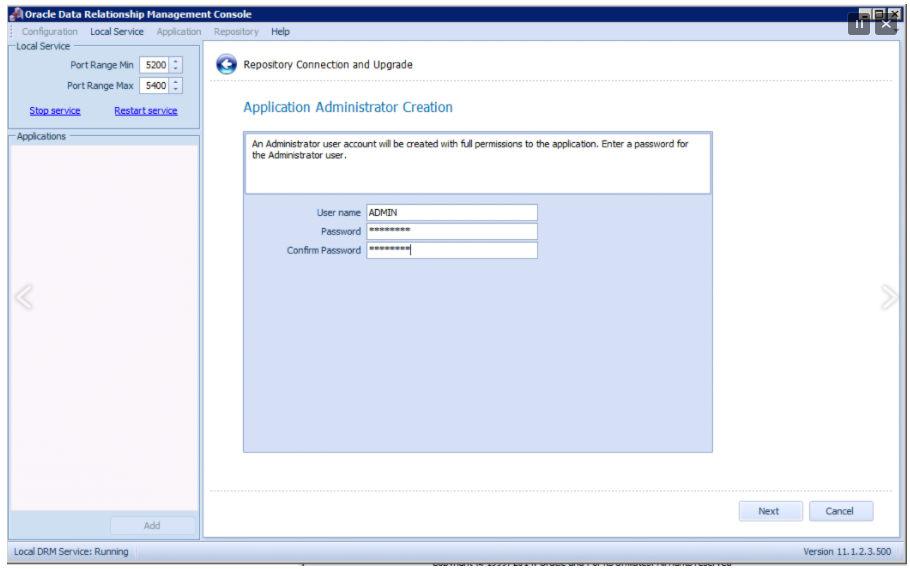 Oracle Data Relationship Management Console
Configuration Local Service Application Repository Help
Local Service
Port Range Min 5200
Port Range Max 5400
Stop service Restart service
Applications
Add
Repository Connection and Upgrade
Application Administrator Creation
An Administrator user account will be created with full permissions to the application. Enter a password for
the Administrator user.
User name ADMIN
Password ********
Confirm Password ********
Next Cancel
Local DRM Service: Running Version 11.1.2.3.500